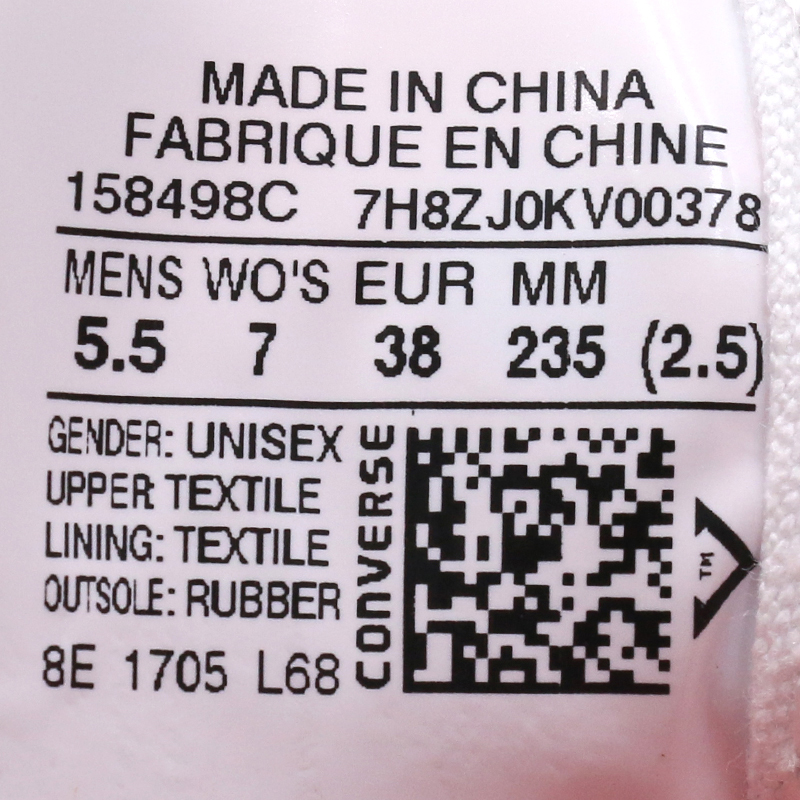 MADE IN CHINA
FABRIQUE EN CHINE
158498C 7H8ZJ0KV00378
MENS WO'S EUR MM
5.5 7 38 235 (2.5)
GENDER: UNISEX
UPPER TEXTILE
LINING: TEXTILE
OUTSOLE: RUBBER
8E 1705 L68
CONVERSE
TM